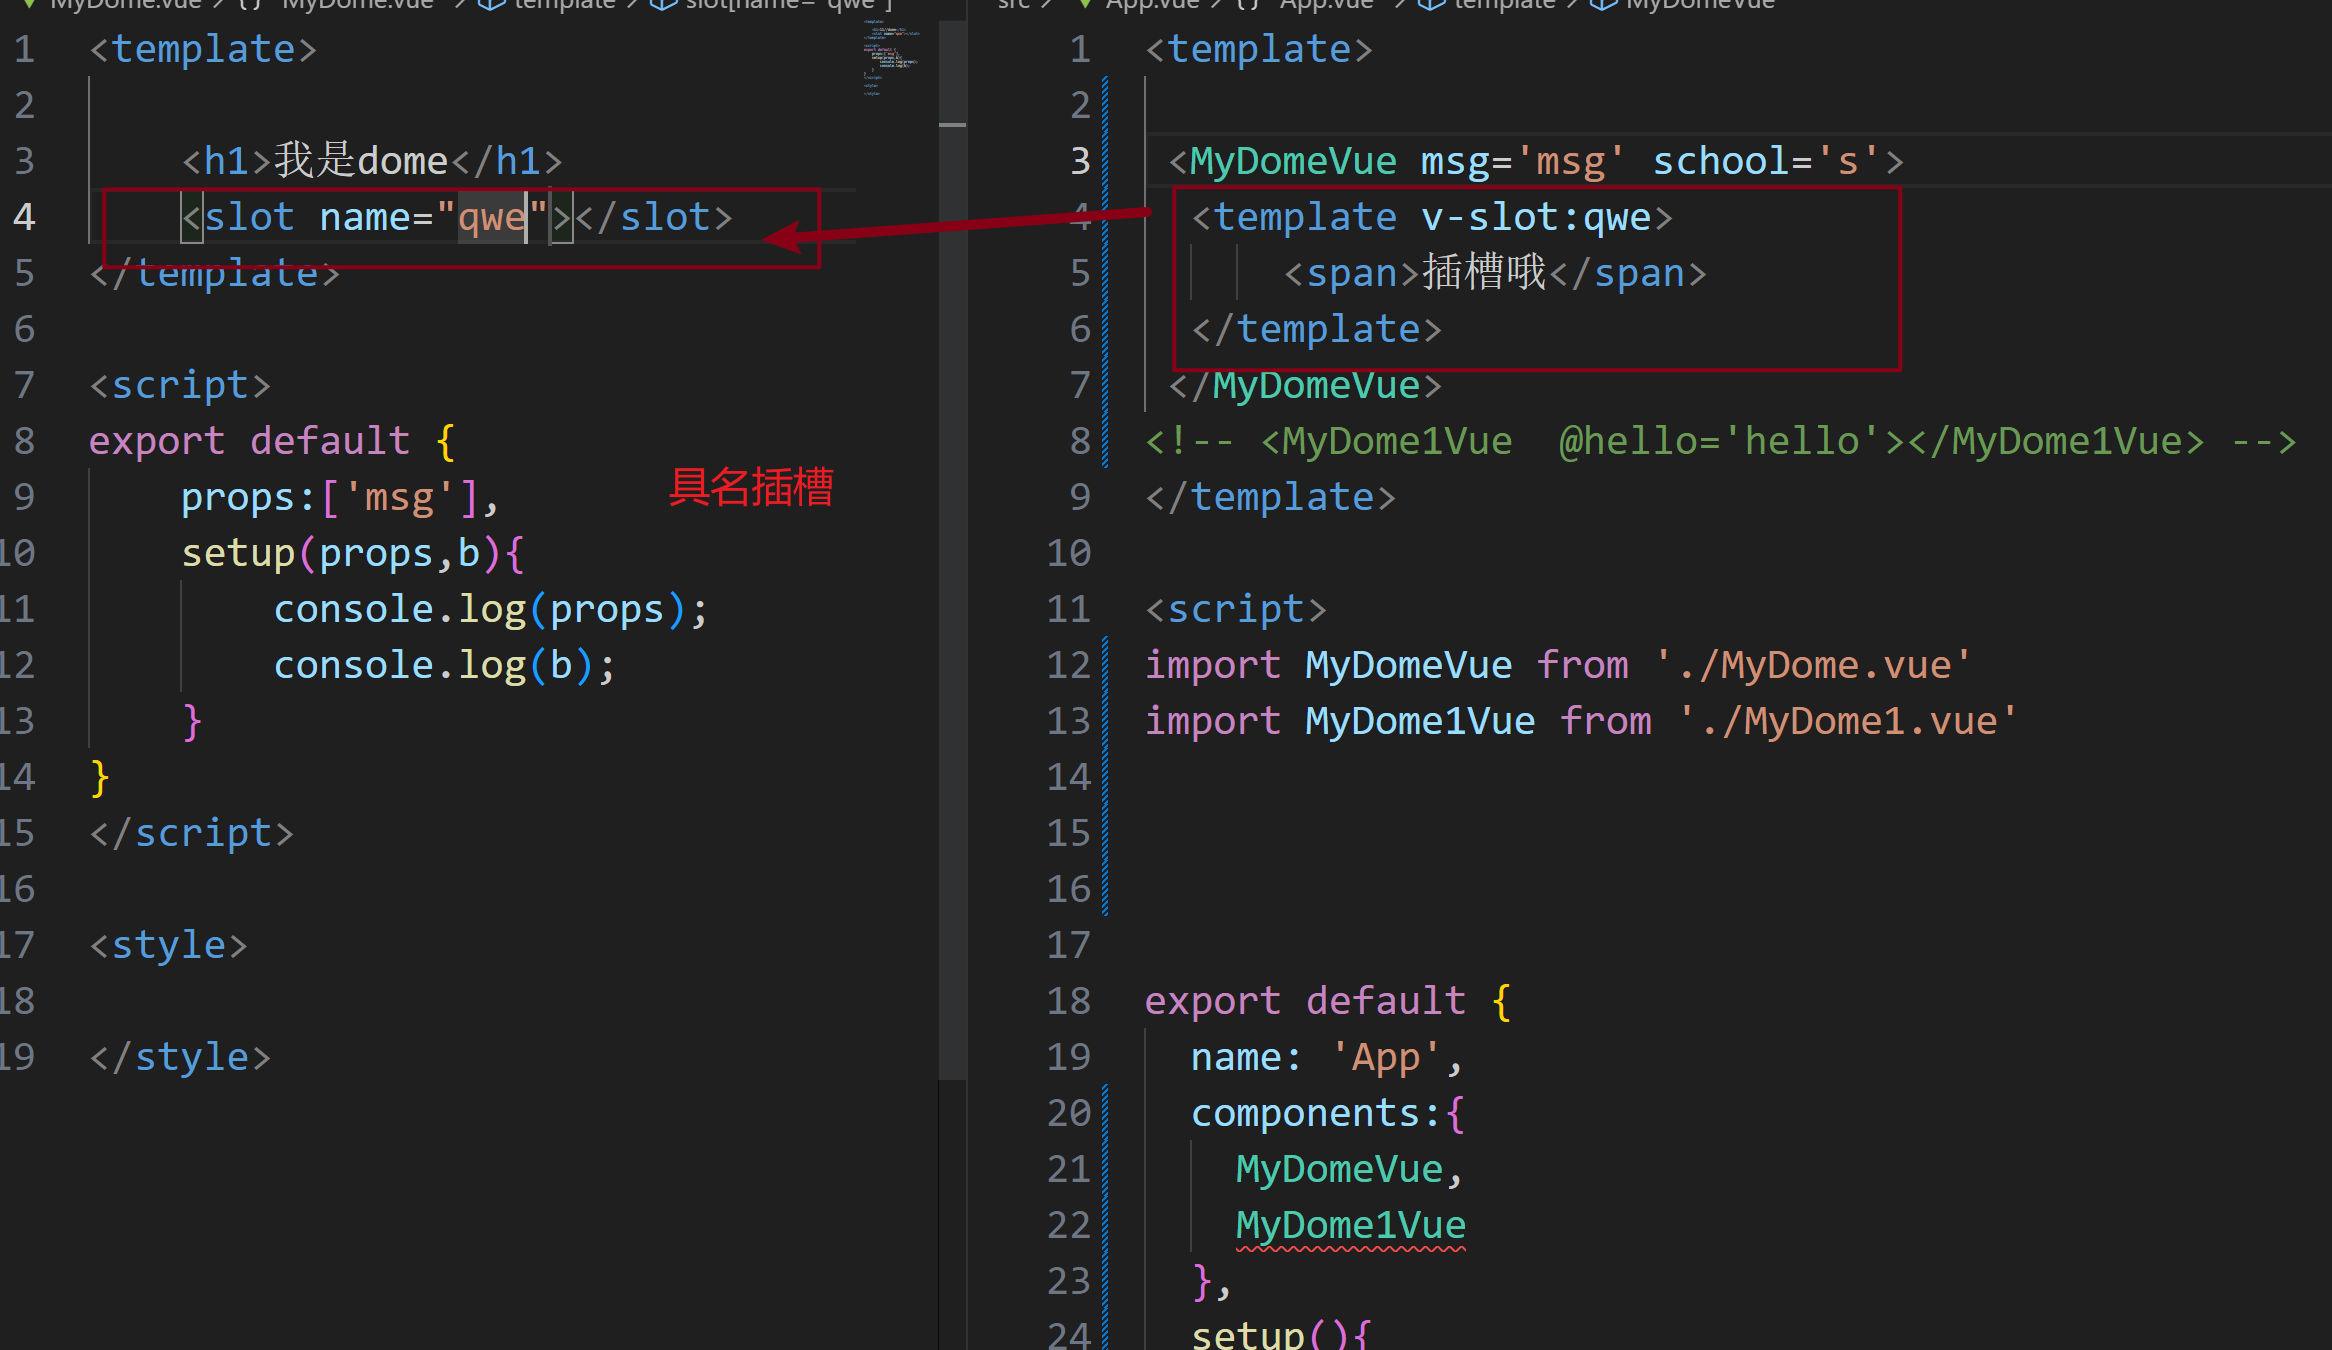 MyDome.vue > {} "MyDome.vue" > template > slot[name="qwe"]
1 <template>
2
3 <h1>我是dome</h1>
4 <slot name="qwe"></slot>
5 </template>
6
7 <script>
8 export default {
9 props:['msg'],
10 setup(props,b){
11 console.log(props);
12 console.log(b);
13 }
14 }
15 </script>
16
17 <style>
18
19 </style>
具名插槽
src > App.vue > {} "App.vue" > template > MyDomeVue
1 <template>
2
3 <MyDomeVue msg='msg' school='s'>
4 <template v-slot:qwe>
5 <span>插槽哦</span>
6 </template>
7 </MyDomeVue>
8 <!-- <MyDome1Vue  @hello='hello'></MyDome1Vue> -->
9 </template>
10
11 <script>
12 import MyDomeVue from './MyDome.vue'
13 import MyDome1Vue from './MyDome1.vue'
14
15
16
17
18 export default {
19 name: 'App',
20 components:{
21 MyDomeVue,
22 MyDome1Vue
23 },
24 setup(){